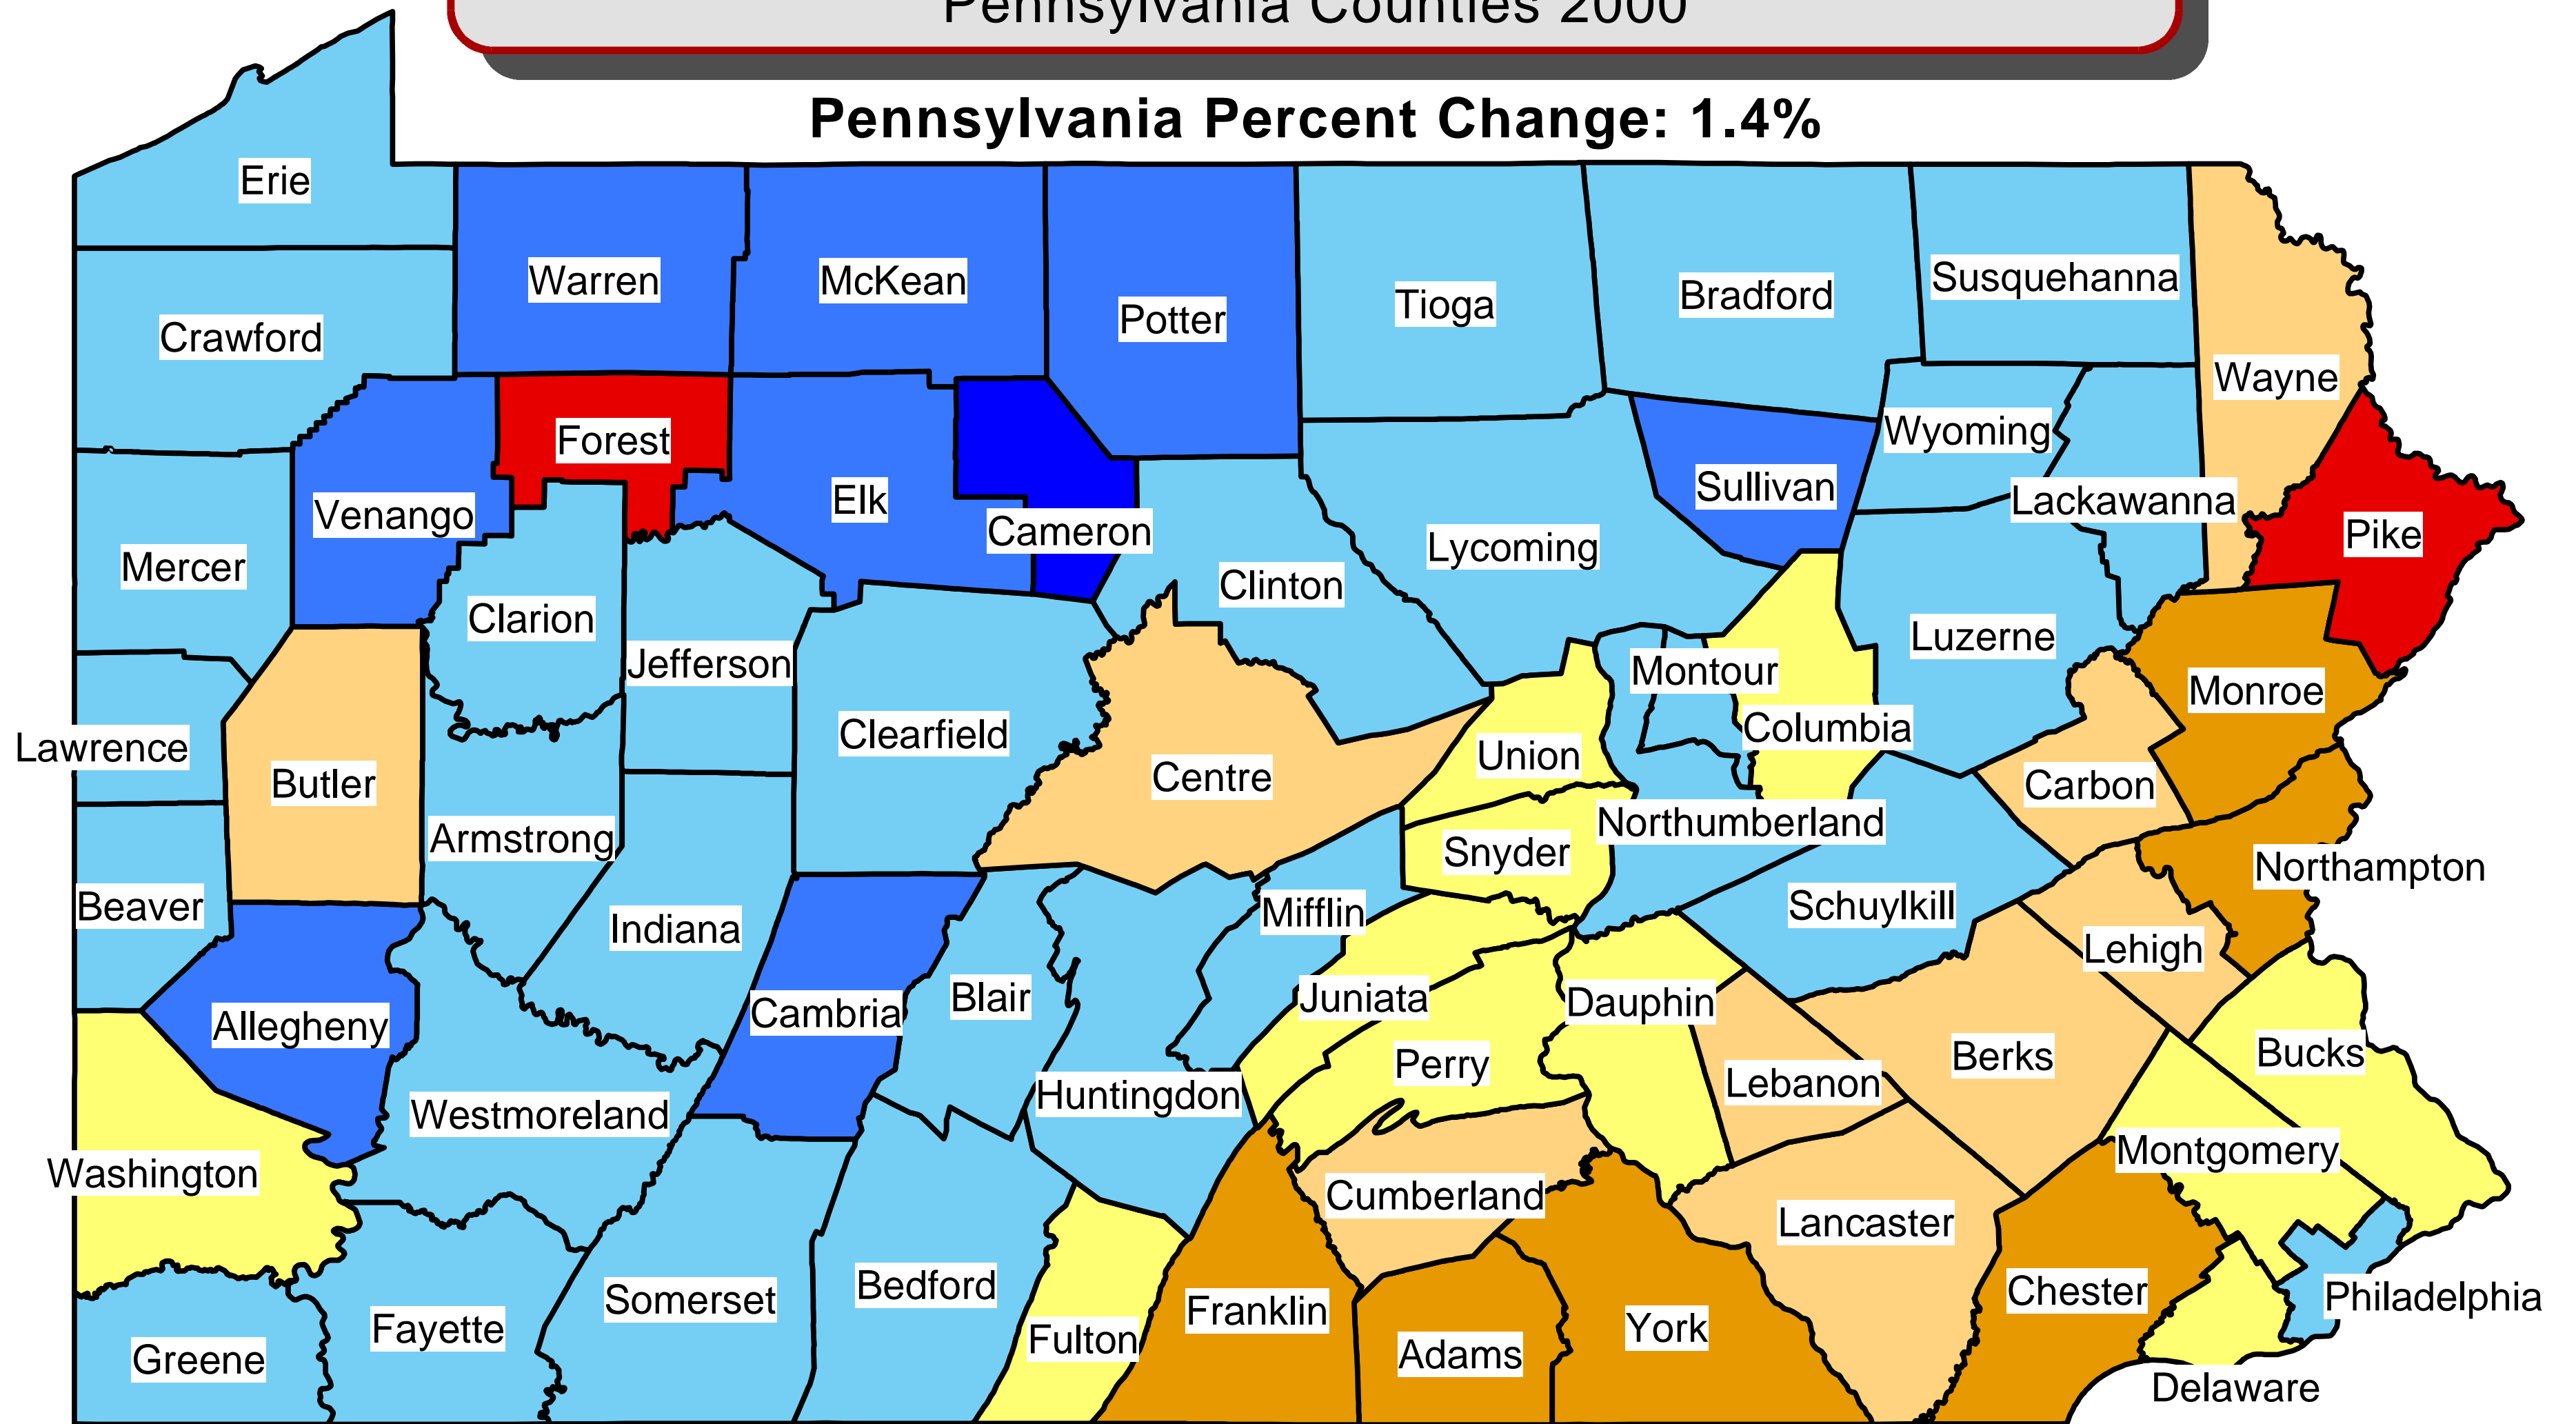 Pennsylvania Counties 2000
Pennsylvania Percent Change: 1.4%
Erie
Warren
McKean
Potter
Tioga
Bradford
Susquehanna
Crawford
Wayne
Forest
Wyoming
Venango
Elk
Sullivan
Lackawanna
Cameron
Pike
Mercer
Lycoming
Clinton
Clarion
Luzerne
Jefferson
Montour
Monroe
Lawrence
Clearfield
Columbia
Union
Butler
Centre
Carbon
Armstrong
Northumberland
Snyder
Northampton
Beaver
Indiana
Mifflin
Schuylkill
Lehigh
Blair
Juniata
Dauphin
Allegheny
Cambria
Perry
Berks
Bucks
Lebanon
Huntingdon
Westmoreland
Montgomery
Washington
Cumberland
Lancaster
Bedford
Somerset
Franklin
Chester
Philadelphia
Fayette
Fulton
York
Greene
Adams
Delaware